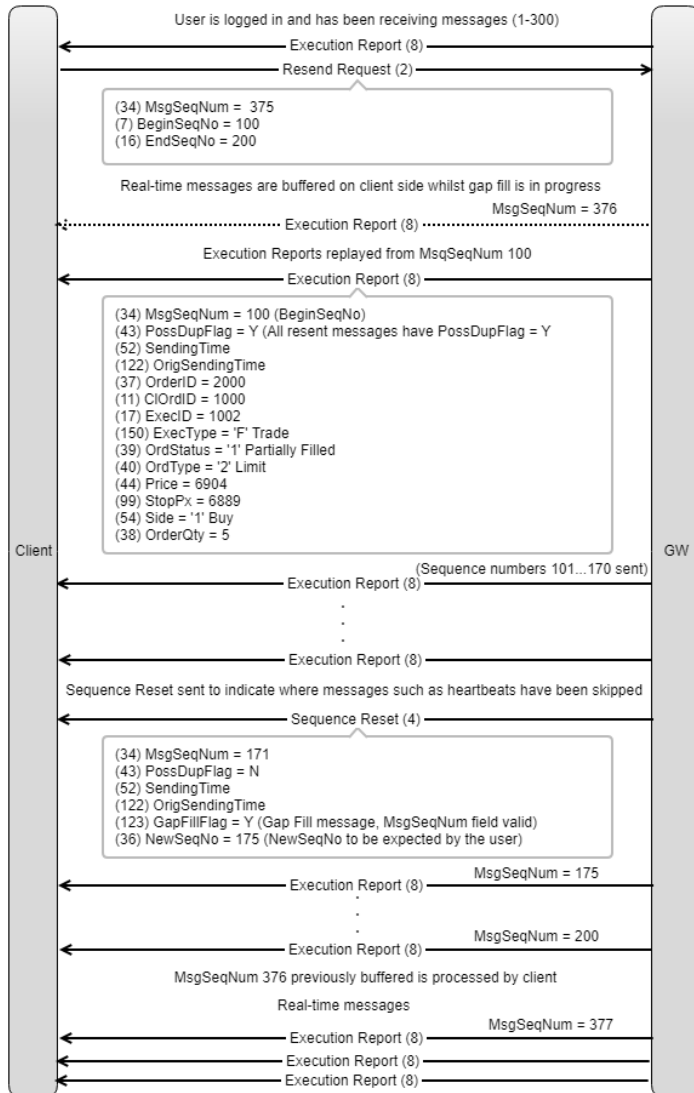 User is logged in and has been receiving messages (1-300)
Execution Report (8)
Resend Request (2)
(34) MsgSeqNum = 375
(7) BeginSeqNo = 100
(16) EndSeqNo = 200
Real-time messages are buffered on client side whilst gap fill is in progress
MsgSeqNum = 376
Execution Report (8)
Execution Reports replayed from MsqSeqNum 100
Execution Report (8)
(34) MsgSeqNum = 100 (BeginSeqNo)
(43) PossDupFlag = Y (All resent messages have PossDupFlag = Y
(52) SendingTime
(122) OrigSendingTime
(37) OrderID = 2000
(11) ClOrdID = 1000
(17) ExecID = 1002
(150) ExecType = 'F' Trade
(39) OrdStatus = '1' Partially Filled
(40) OrdType = '2' Limit
(44) Price = 6904
(99) StopPx = 6889
(54) Side = '1' Buy
(38) OrderQty = 5
Client
GW
(Sequence numbers 101...170 sent)
Execution Report (8)
Execution Report (8)
Sequence Reset sent to indicate where messages such as heartbeats have been skipped
Sequence Reset (4)
(34) MsgSeqNum = 171
(43) PossDupFlag = N
(52) SendingTime
(122) OrigSendingTime
(123) GapFillFlag = Y (Gap Fill message, MsgSeqNum field valid)
(36) NewSeqNo = 175 (NewSeqNo to be expected by the user)
MsgSeqNum = 175
Execution Report (8)
MsgSeqNum = 200
Execution Report (8)
MsgSeqNum 376 previously buffered is processed by client
Real-time messages
MsgSeqNum = 377
Execution Report (8)
Execution Report (8)
Execution Report (8)